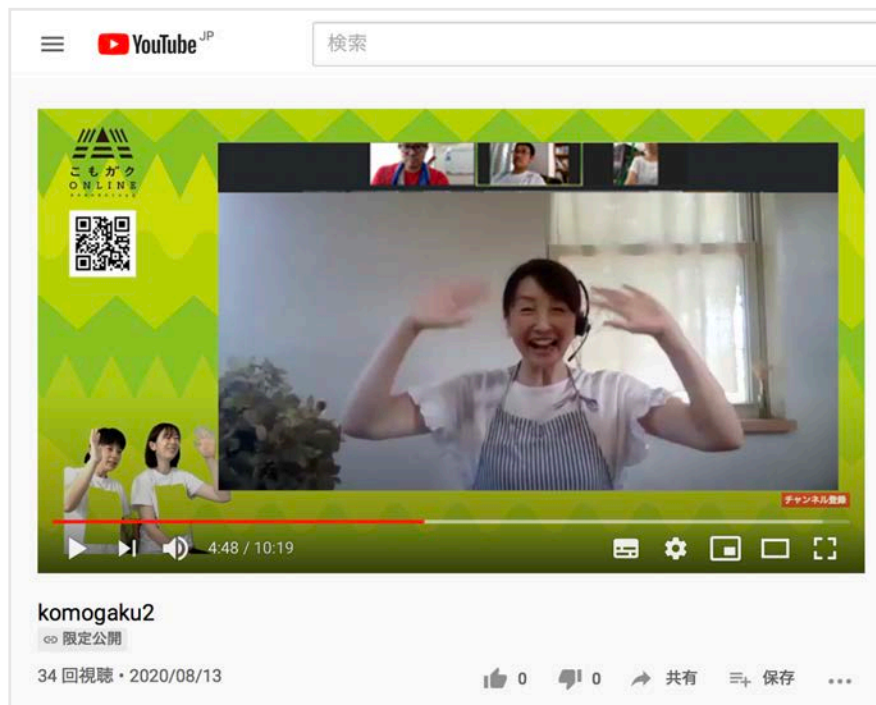 YouTube JP
検索
こもガク
ONLINE
チャンネル登録
4:48 / 10:19
komogaku2
限定公開
34 回視聴・2020/08/13
0
0
共有
保存